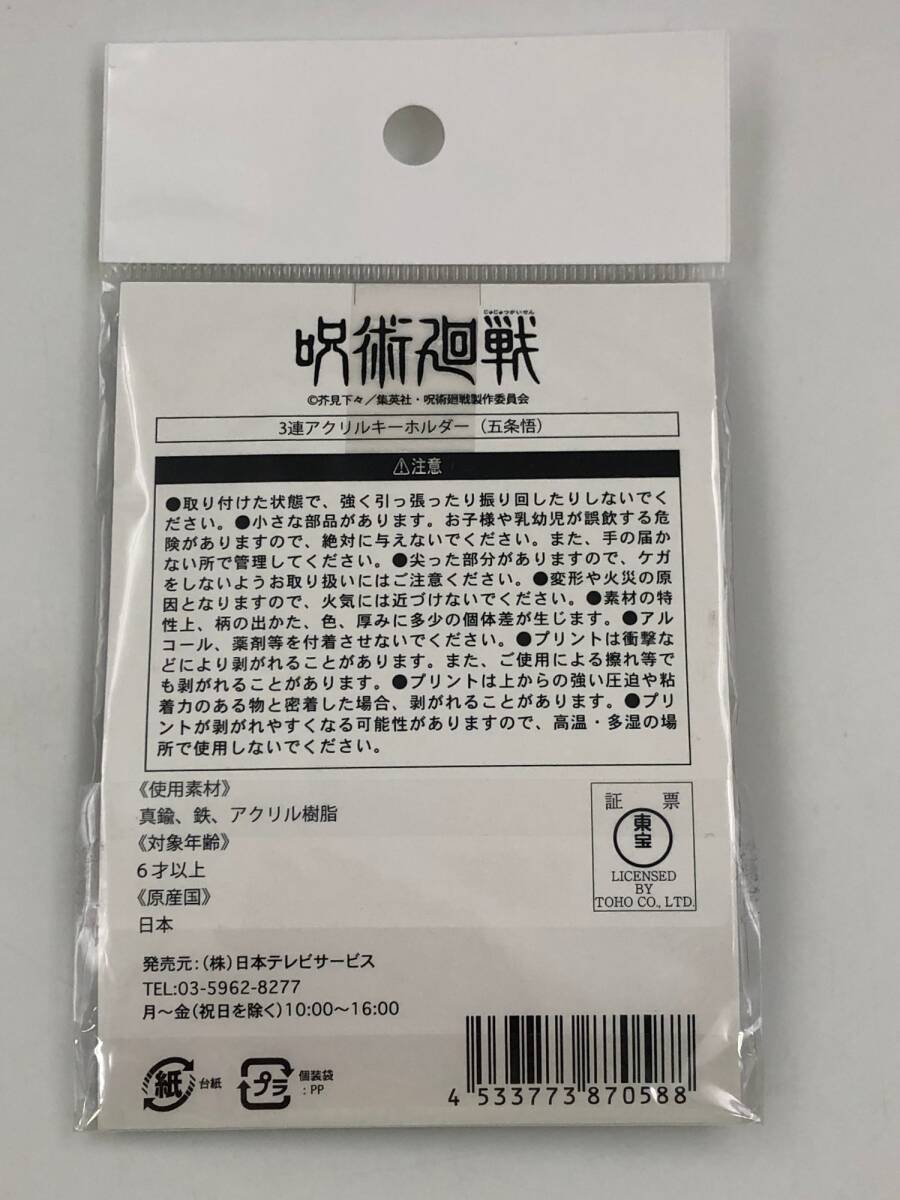 じゅじゅつかいせん
呪術廻戦
©芥見下々／集英社・呪術廻戦製作委員会
3連アクリルキーホルダー（五条悟）
⚠注意
●取り付けた状態で、強く引っ張ったり振り回したりしないでく
ださい。●小さな部品があります。お子様や乳幼児が誤飲する危
険がありますので、絶対に与えないでください。また、手の届か
ない所で管理してください。●尖った部分がありますので、ケガ
をしないようお取り扱いにはご注意ください。●変形や火災の原
因となりますので、火気には近づけないでください。●素材の特
性上、柄の出かた、色、厚みに多少の個体差が生じます。●アル
コール、薬剤等を付着させないでください。●プリントは衝撃な
どにより剥がれることがあります。また、ご使用による擦れ等で
も剥がれることがあります。●プリントは上からの強い圧迫や粘
着力のある物と密着した場合、剥がれることがあります。●プリ
ントが剥がれやすくなる可能性がありますので、高温・多湿の場
所で使用しないでください。
《使用素材》
真鍮、鉄、アクリル樹脂
《対象年齢》
6才以上
《原産国》
日本
証票
東宝
LICENSED
BY
TOHO CO., LTD.
発売元：（株）日本テレビサービス
TEL:03-5962-8277
月〜金（祝日を除く）10:00〜16:00
紙 台紙
プラ 個装袋
：PP
4 533773 870588